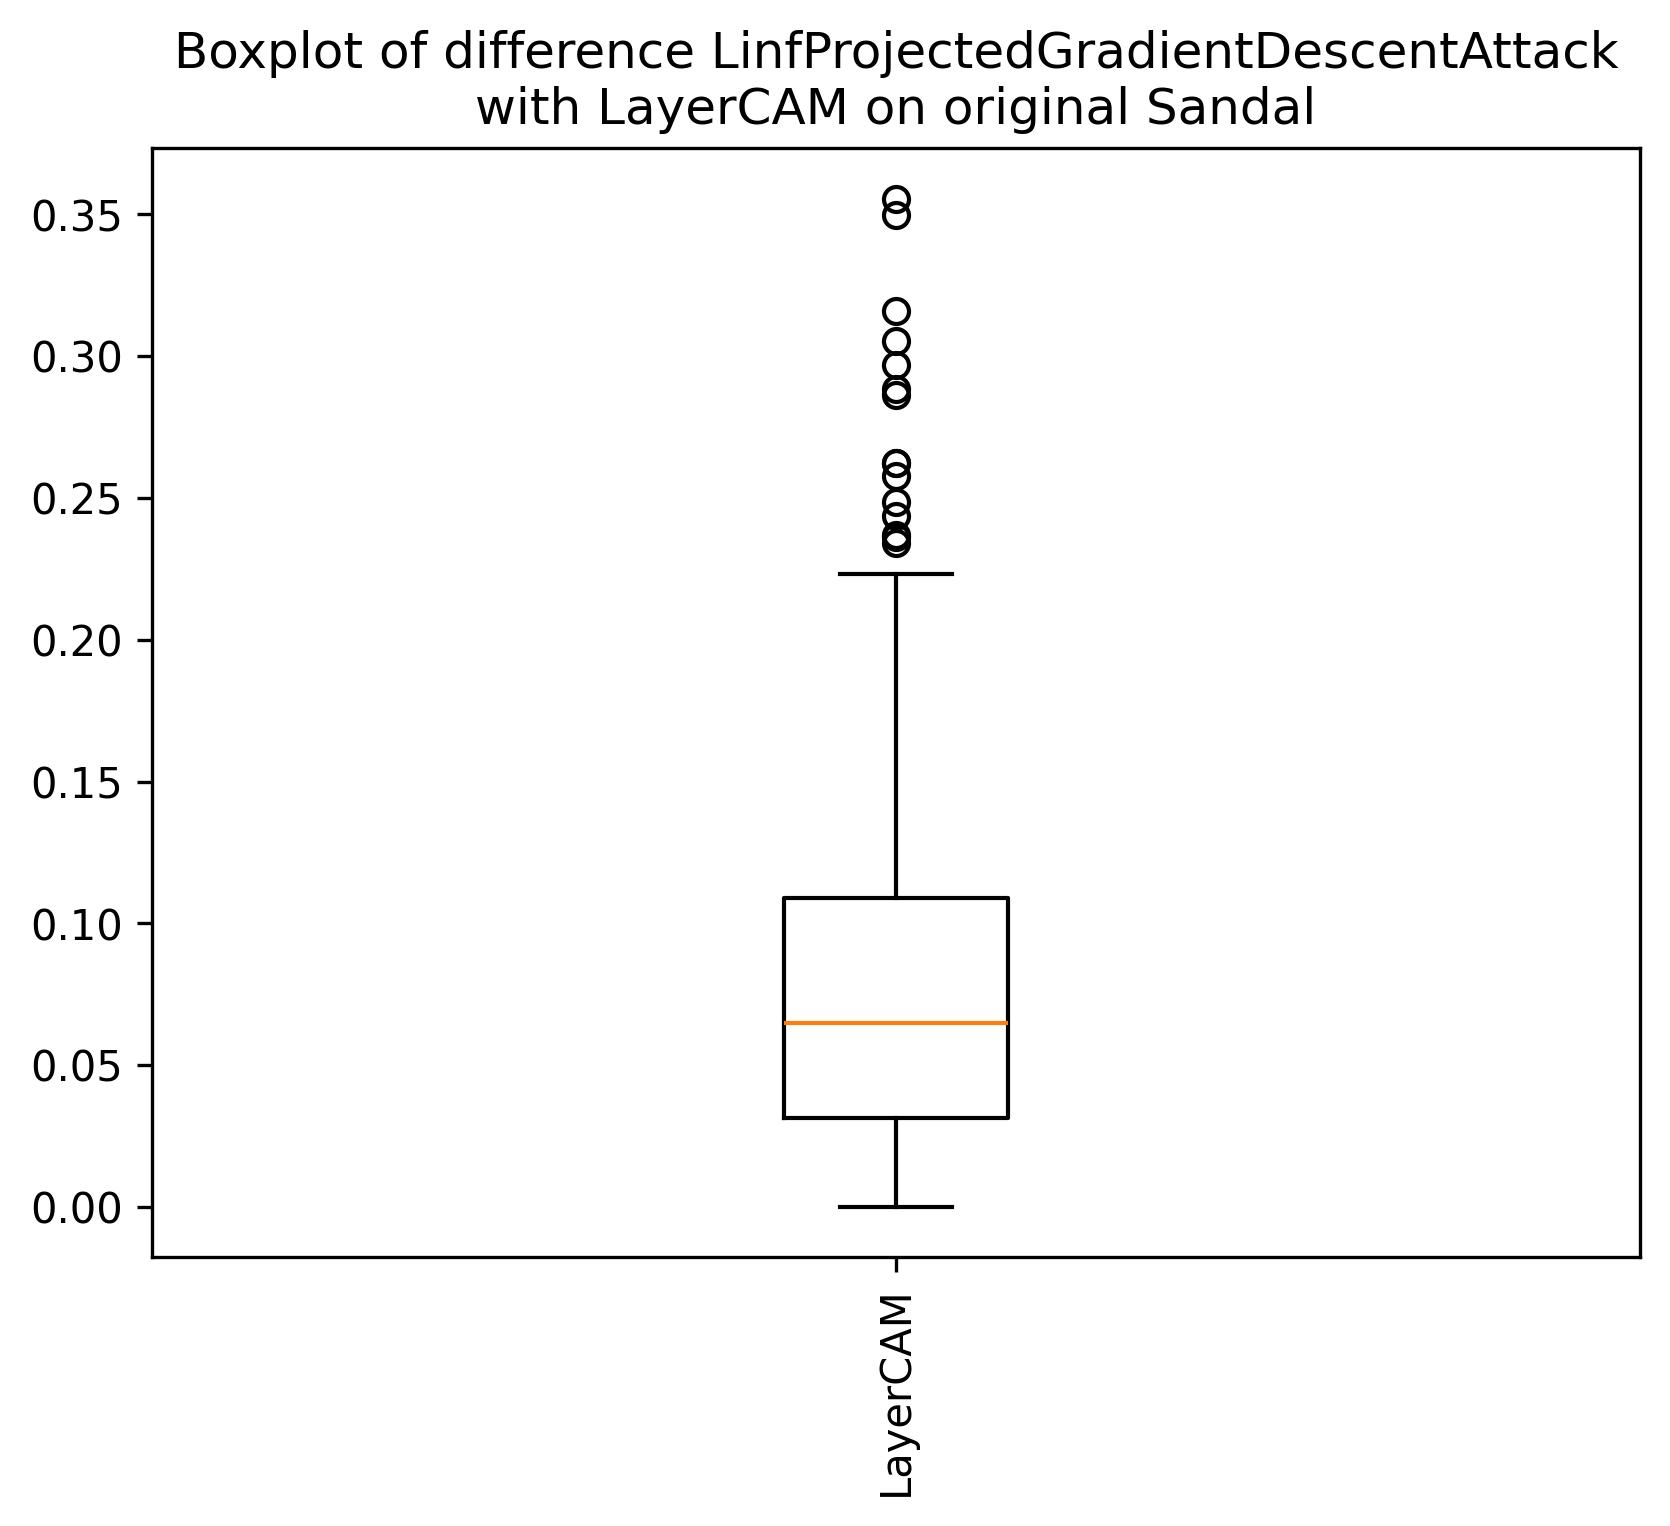 Boxplot of difference LinfProjectedGradientDescentAttack
with LayerCAM on original Sandal
0.35
0.30
0.25
0.20
0.15
0.10
0.05
0.00
LayerCAM